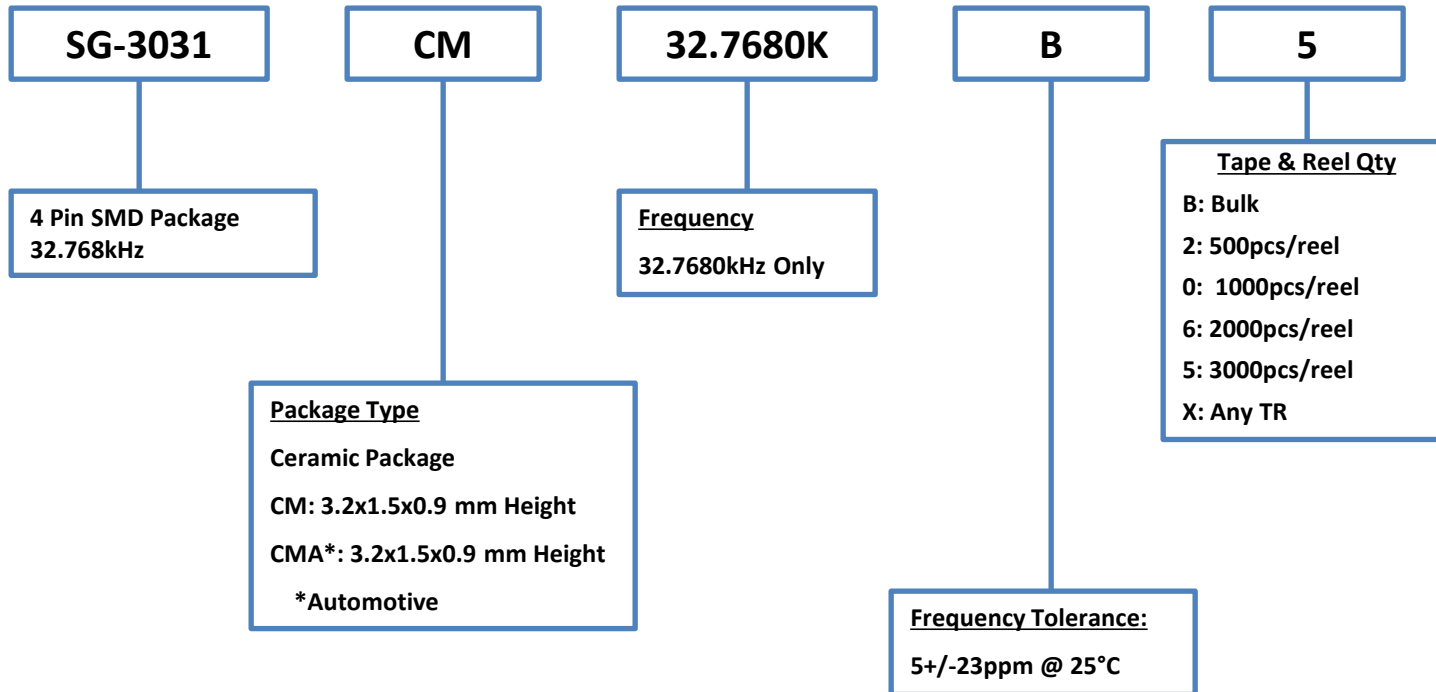 SG-3031
CM
32.7680K
B
5
4 Pin SMD Package
32.768kHz
Package Type
Ceramic Package
CM: 3.2x1.5x0.9 mm Height
CMA*: 3.2x1.5x0.9 mm Height
*Automotive
Frequency
32.7680kHz Only
Frequency Tolerance:
5+/-23ppm @ 25°C
Tape & Reel Qty
B: Bulk
2: 500pcs/reel
0: 1000pcs/reel
6: 2000pcs/reel
5: 3000pcs/reel
X: Any TR